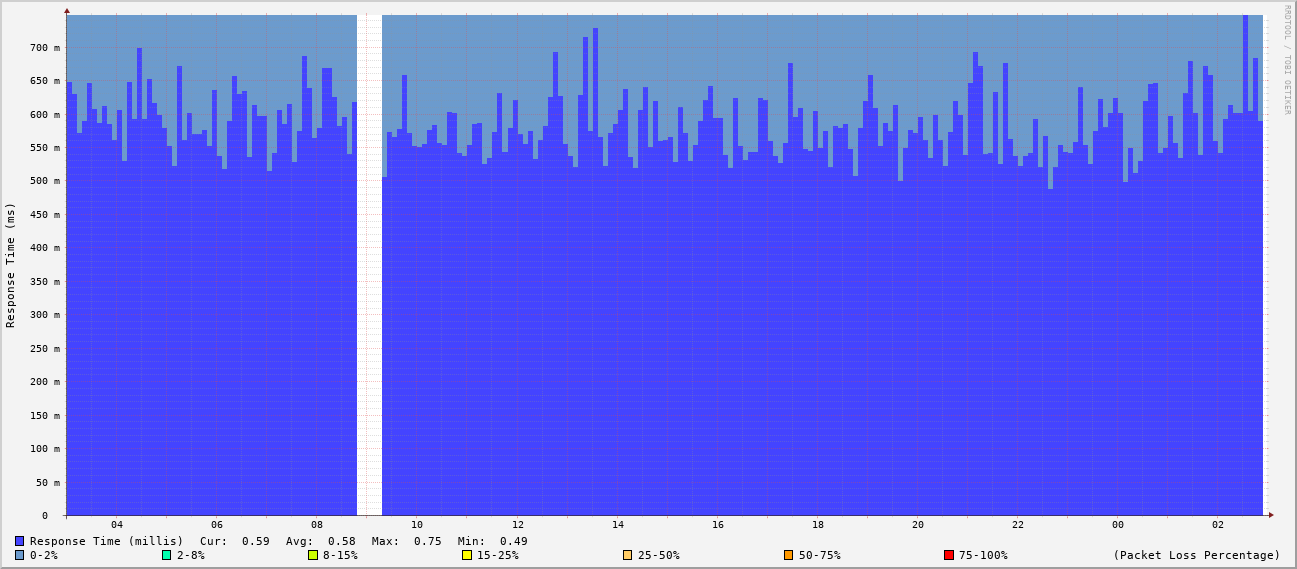 RRDTOOL / TOBI OETIKER
Response Time (ms)
700 m
650 m
600 m
550 m
500 m
450 m
400 m
350 m
300 m
250 m
200 m
150 m
100 m
50 m
0
04 06 08 10 12 14 16 18 20 22 00 02
Response Time (millis) Cur: 0.59 Avg: 0.58 Max: 0.75 Min: 0.49
0-2% 2-8% 8-15% 15-25% 25-50% 50-75% 75-100% (Packet Loss Percentage)